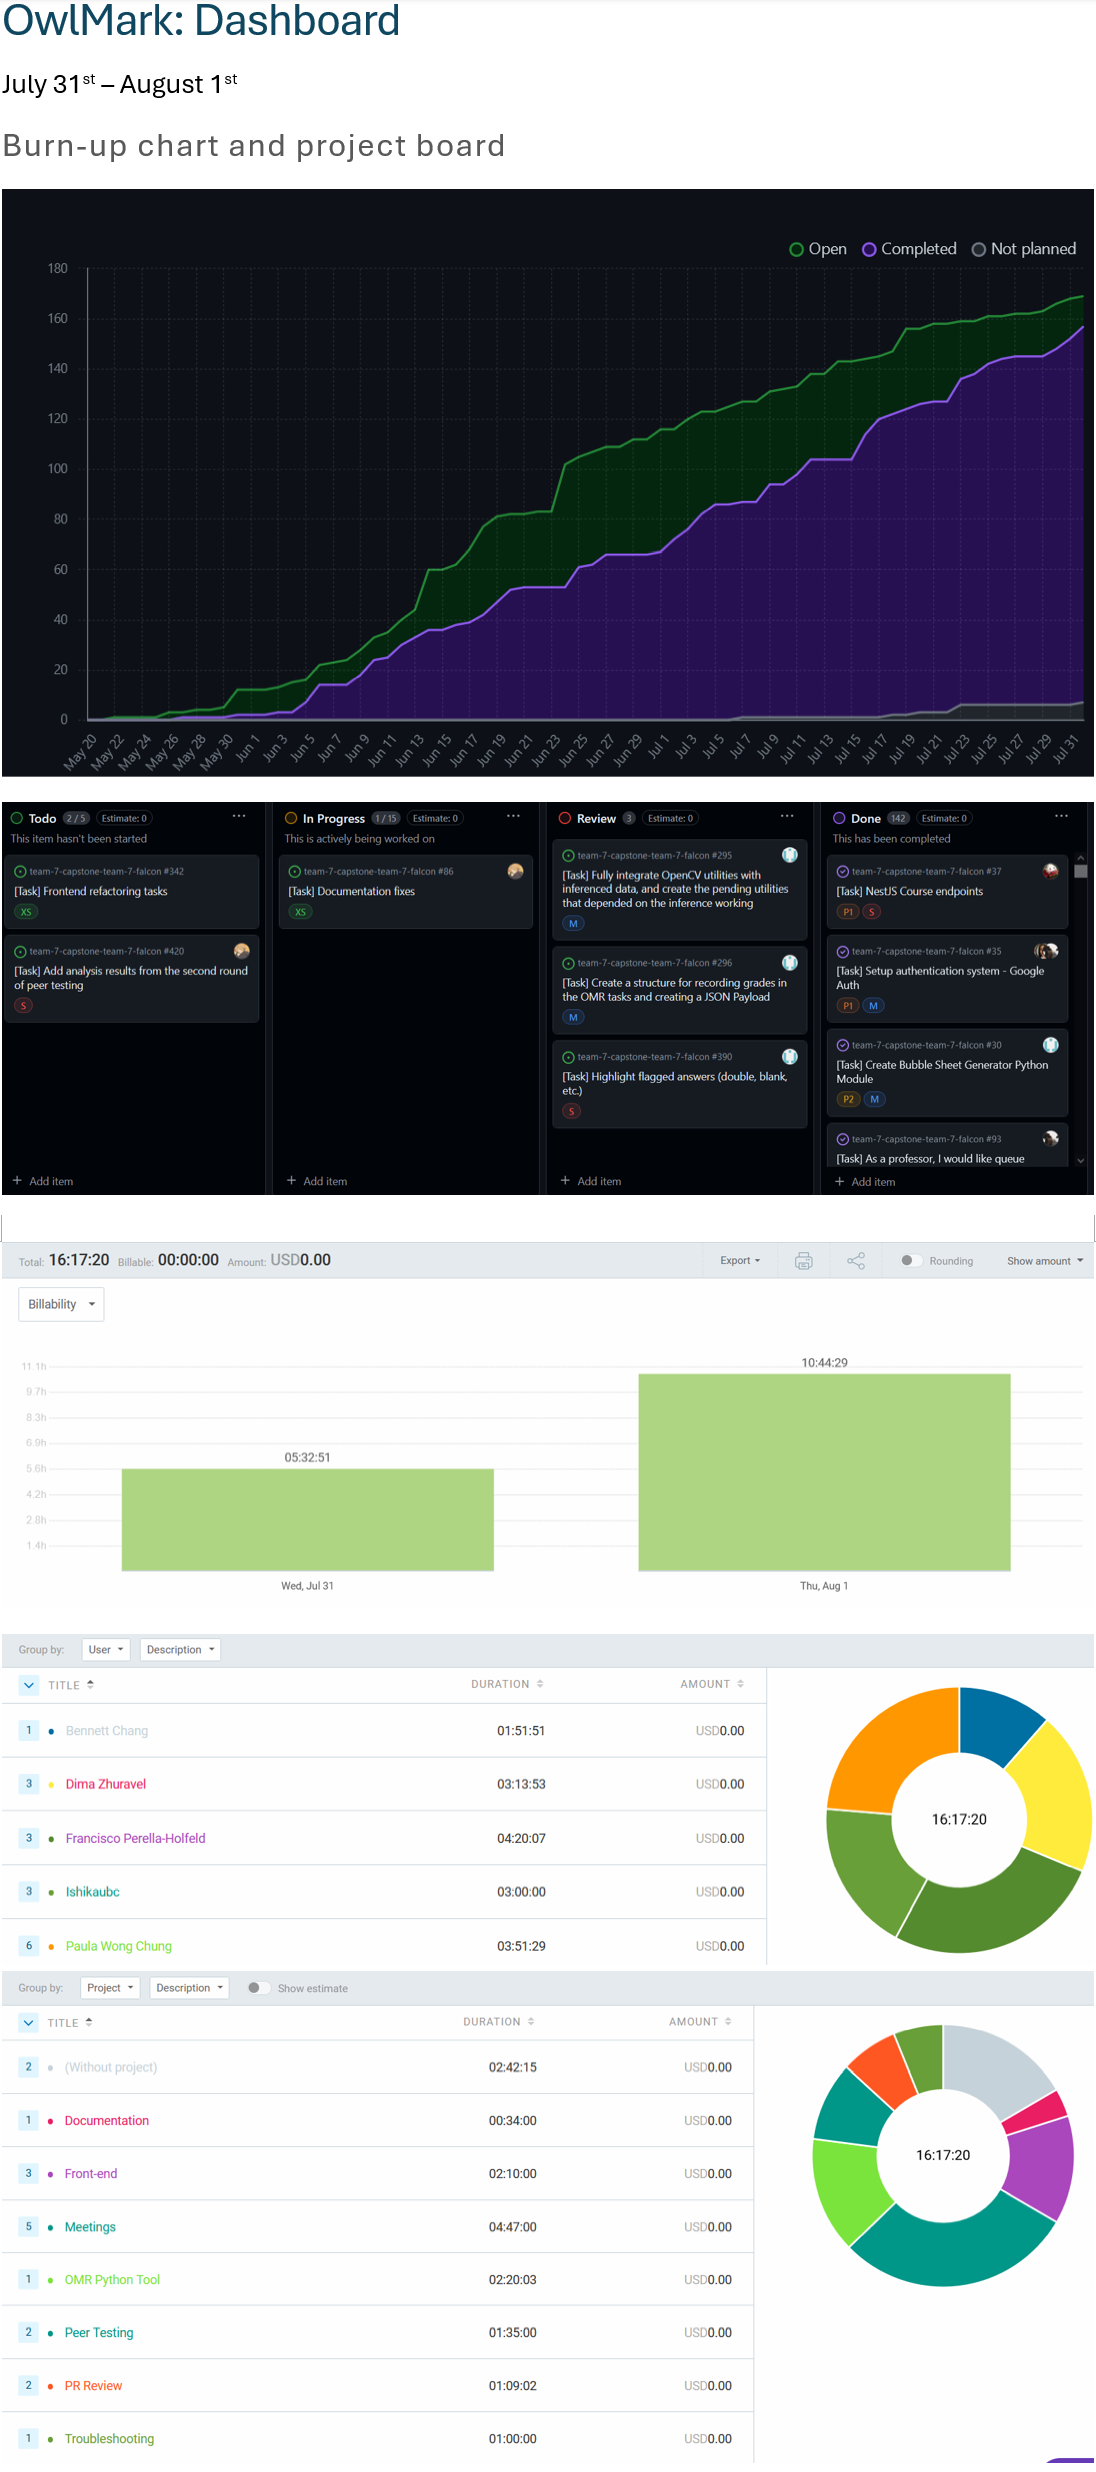 OwlMark: Dashboard
July 31st – August 1st
Burn-up chart and project board
Open Completed Not planned
180
160
140
120
100
80
60
40
20
0
May 20 May 22 May 24 May 26 May 28 May 30 Jun 1 Jun 3 Jun 5 Jun 7 Jun 9 Jun 11 Jun 13 Jun 15 Jun 17 Jun 19 Jun 21 Jun 23 Jun 25 Jun 27 Jun 29 Jul 1 Jul 3 Jul 5 Jul 7 Jul 9 Jul 11 Jul 13 Jul 15 Jul 17 Jul 19 Jul 21 Jul 23 Jul 25 Jul 27 Jul 29 Jul 31
Todo 2 / 5 Estimate: 0 ...
This item hasn't been started
team-7-capstone-team-7-falcon #342
[Task] Frontend refactoring tasks
XS
team-7-capstone-team-7-falcon #420
[Task] Add analysis results from the second round
of peer testing
S
+ Add item
In Progress 1 / 15 Estimate: 0 ...
This is actively being worked on
team-7-capstone-team-7-falcon #86
[Task] Documentation fixes
XS
+ Add item
Review 3 Estimate: 0 ...
team-7-capstone-team-7-falcon #295
[Task] Fully integrate OpenCV utilities with
inferenced data, and create the pending utilities
that depended on the inference working
M
team-7-capstone-team-7-falcon #296
[Task] Create a structure for recording grades in
the OMR tasks and creating a JSON Payload
M
team-7-capstone-team-7-falcon #390
[Task] Highlight flagged answers (double, blank,
etc.)
S
+ Add item
Done 142 Estimate: 0 ...
This has been completed
team-7-capstone-team-7-falcon #37
[Task] NestJS Course endpoints
P1 S
team-7-capstone-team-7-falcon #35
[Task] Setup authentication system - Google
Auth
P1 M
team-7-capstone-team-7-falcon #30
[Task] Create Bubble Sheet Generator Python
Module
P2 M
team-7-capstone-team-7-falcon #93
[Task] As a professor, I would like queue
+ Add item
Total: 16:17:20 Billable: 00:00:00 Amount: USD0.00 Export Rounding Show amount
Billability
11.1h
9.7h
8.3h
6.9h
5.6h
4.2h
2.8h
1.4h
05:32:51
10:44:29
Wed, Jul 31 Thu, Aug 1
Group by: User Description
TITLE DURATION AMOUNT
1 Bennett Chang 01:51:51 USD0.00
3 Dima Zhuravel 03:13:53 USD0.00
3 Francisco Perella-Holfeld 04:20:07 USD0.00
3 Ishikaubc 03:00:00 USD0.00
6 Paula Wong Chung 03:51:29 USD0.00
16:17:20
Group by: Project Description Show estimate
TITLE DURATION AMOUNT
2 (Without project) 02:42:15 USD0.00
1 Documentation 00:34:00 USD0.00
3 Front-end 02:10:00 USD0.00
5 Meetings 04:47:00 USD0.00
1 OMR Python Tool 02:20:03 USD0.00
2 Peer Testing 01:35:00 USD0.00
2 PR Review 01:09:02 USD0.00
1 Troubleshooting 01:00:00 USD0.00
16:17:20